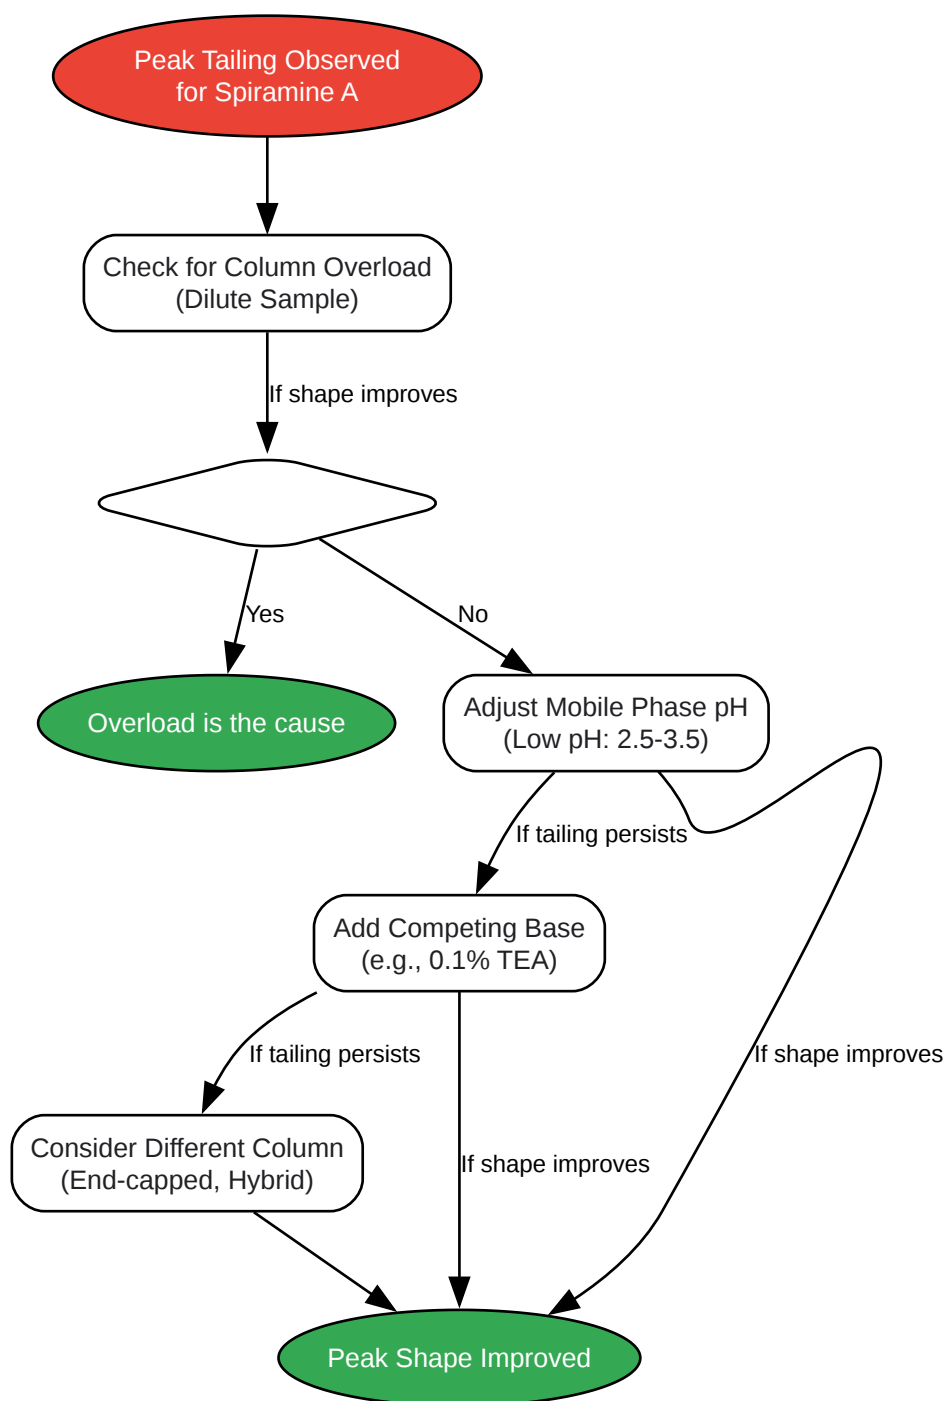 Peak Tailing Observed
for Spiramine A
Check for Column Overload
(Dilute Sample)
If shape improves
Yes
No
Overload is the cause
Adjust Mobile Phase pH
(Low pH: 2.5-3.5)
If tailing persists
Add Competing Base
(e.g., 0.1% TEA)
If tailing persists
If shape improves
Consider Different Column
(End-capped, Hybrid)
If shape improves
Peak Shape Improved